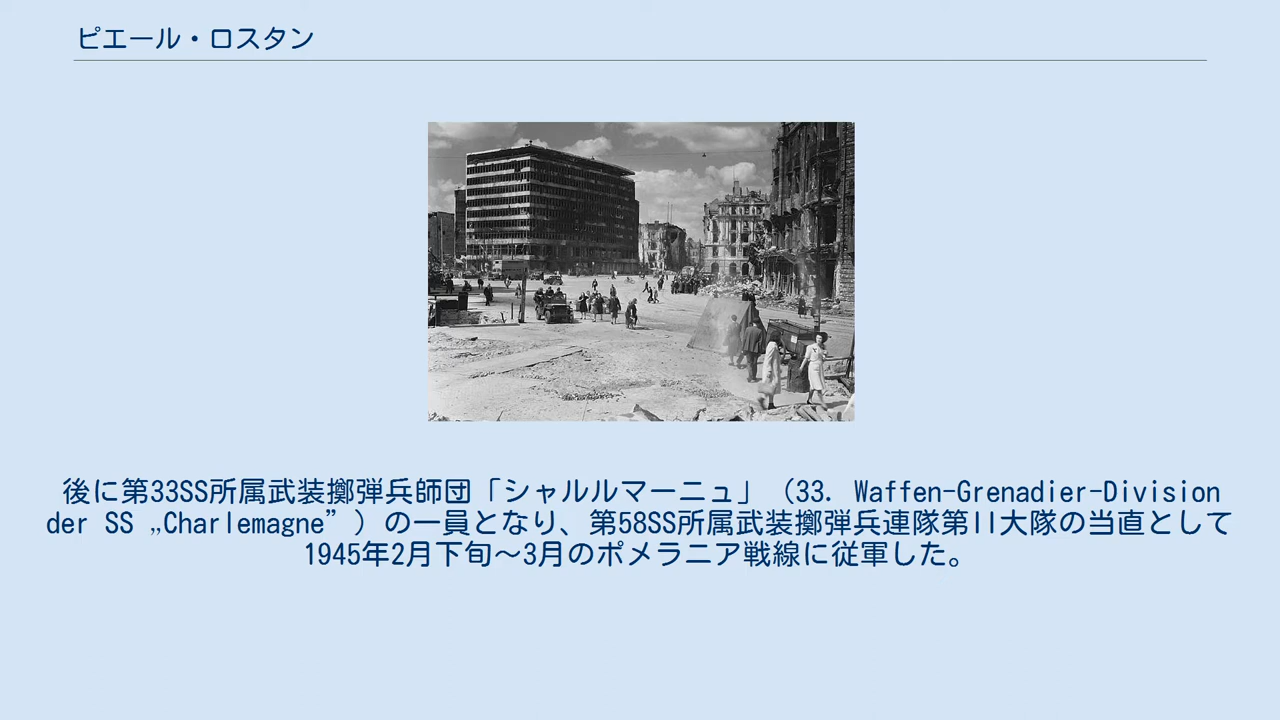 ピエール・ロスタン
後に第33SS所属武装擲弾兵師団「シャルルマーニュ」（33. Waffen-Grenadier-Division
der SS „Charlemagne”）の一員となり、第58SS所属武装擲弾兵連隊第II大隊の当直として
1945年2月下旬～3月のポメラニア戦線に従軍した。